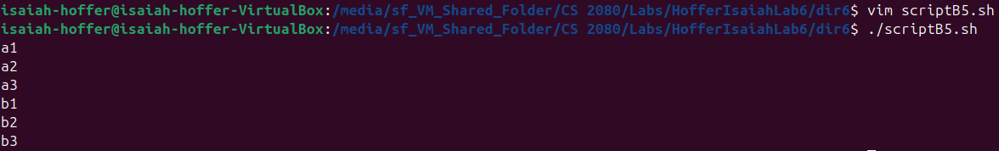 isaiah-hoffer@isaiah-hoffer-VirtualBox:/media/sf_VM_Shared_Folder/CS 2080/Labs/HofferIsaiahLab6/dir6$ vim scriptB5.sh
isaiah-hoffer@isaiah-hoffer-VirtualBox:/media/sf_VM_Shared_Folder/CS 2080/Labs/HofferIsaiahLab6/dir6$ ./scriptB5.sh
a1
a2
a3
b1
b2
b3